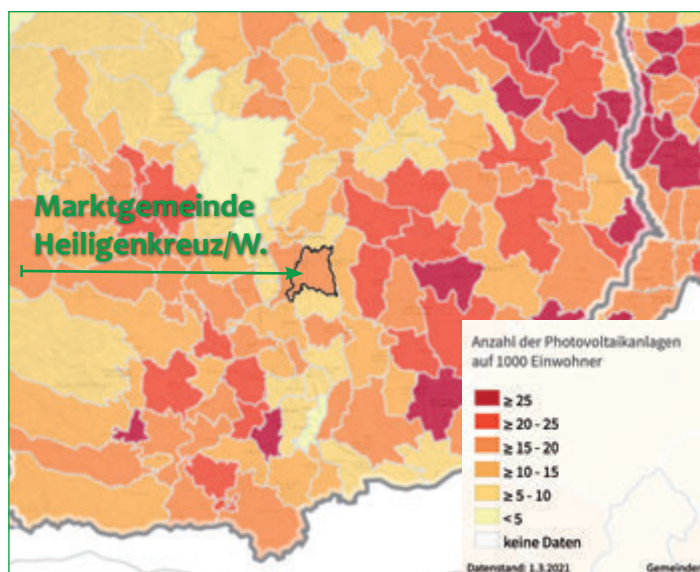 Marktgemeinde
Heiligenkreuz/W.
Anzahl der Photovoltaikanlagen
auf 1000 Einwohner
≥ 25
≥ 20 - 25
≥ 15 - 20
≥ 10 - 15
≥ 5 - 10
< 5
keine Daten
Datenstand: 1.3.2021 Gemeinde